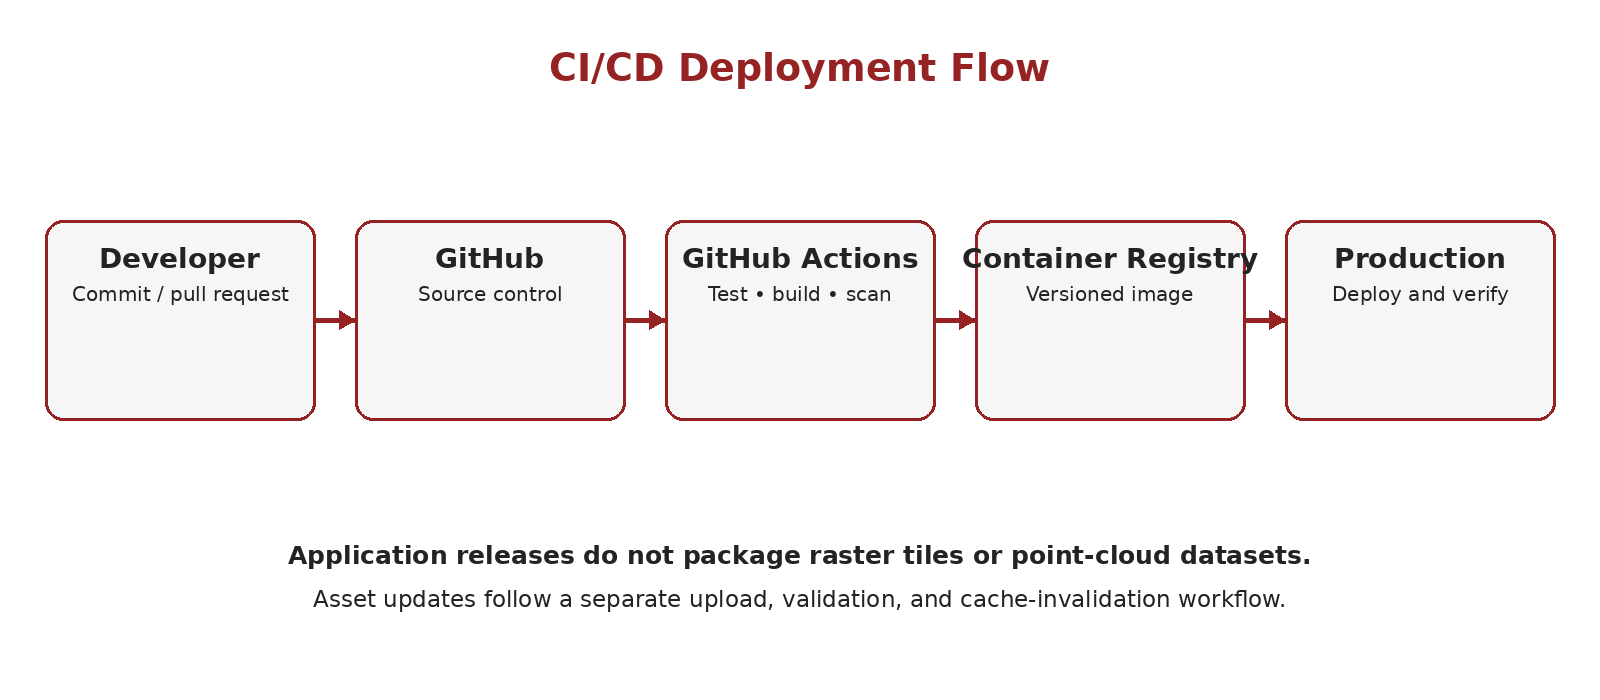 CI/CD Deployment Flow
Developer
Commit / pull request
GitHub
Source control
GitHub Actions
Test • build • scan
Container Registry
Versioned image
Production
Deploy and verify
Application releases do not package raster tiles or point-cloud datasets.
Asset updates follow a separate upload, validation, and cache-invalidation workflow.